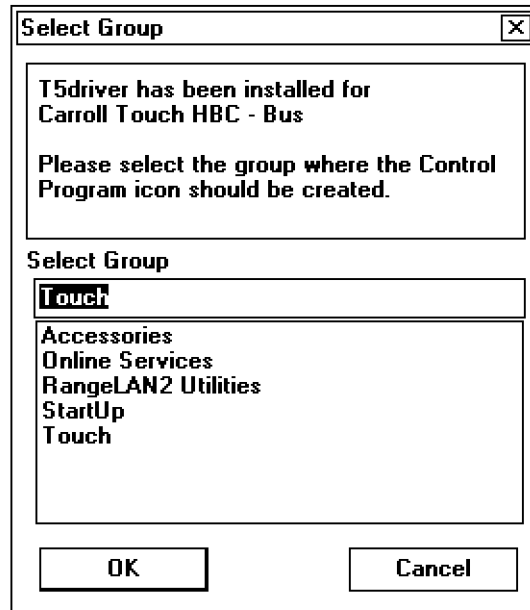 Select Group
T5driver has been installed for
Carroll Touch HBC - Bus
Please select the group where the Control
Program icon should be created.
Select Group
Touch
Accessories
Online Services
RangeLAN2 Utilities
StartUp
Touch
OK
Cancel